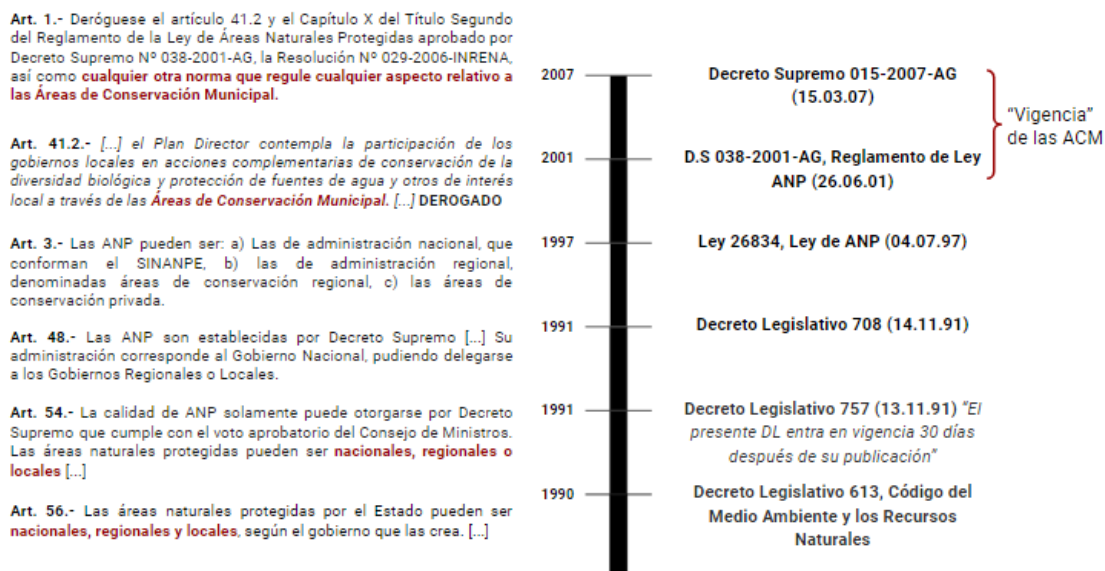 Art. 1.- Deróguese el artículo 41.2 y el Capítulo X del Título Segundo
del Reglamento de la Ley de Áreas Naturales Protegidas aprobado por
Decreto Supremo Nº 038-2001-AG, la Resolución Nº 029-2006-INRENA,
así como cualquier otra norma que regule cualquier aspecto relativo a
las Áreas de Conservación Municipal.
2007
Decreto Supremo 015-2007-AG
(15.03.07)
"Vigencia"
de las ACM
Art. 41.2.- [...] el Plan Director contempla la participación de los
gobiernos locales en acciones complementarias de conservación de la
diversidad biológica y protección de fuentes de agua y otros de interés
local a través de las Áreas de Conservación Municipal. [...] DEROGADO
2001
D.S 038-2001-AG, Reglamento de Ley
ANP (26.06.01)
Art. 3.- Las ANP pueden ser: a) Las de administración nacional, que
conforman el SINANPE, b) las de administración regional,
denominadas áreas de conservación regional, c) las áreas de
conservación privada.
1997
Ley 26834, Ley de ANP (04.07.97)
Art. 48.- Las ANP son establecidas por Decreto Supremo [...] Su
administración corresponde al Gobierno Nacional, pudiendo delegarse
a los Gobiernos Regionales o Locales.
1991
Decreto Legislativo 708 (14.11.91)
Art. 54.- La calidad de ANP solamente puede otorgarse por Decreto
Supremo que cumple con el voto aprobatorio del Consejo de Ministros.
Las áreas naturales protegidas pueden ser nacionales, regionales o
locales [...]
1991
Decreto Legislativo 757 (13.11.91) "El
presente DL entra en vigencia 30 días
después de su publicación"
Art. 56.- Las áreas naturales protegidas por el Estado pueden ser
nacionales, regionales y locales, según el gobierno que las crea. [...]
1990
Decreto Legislativo 613, Código del
Medio Ambiente y los Recursos
Naturales